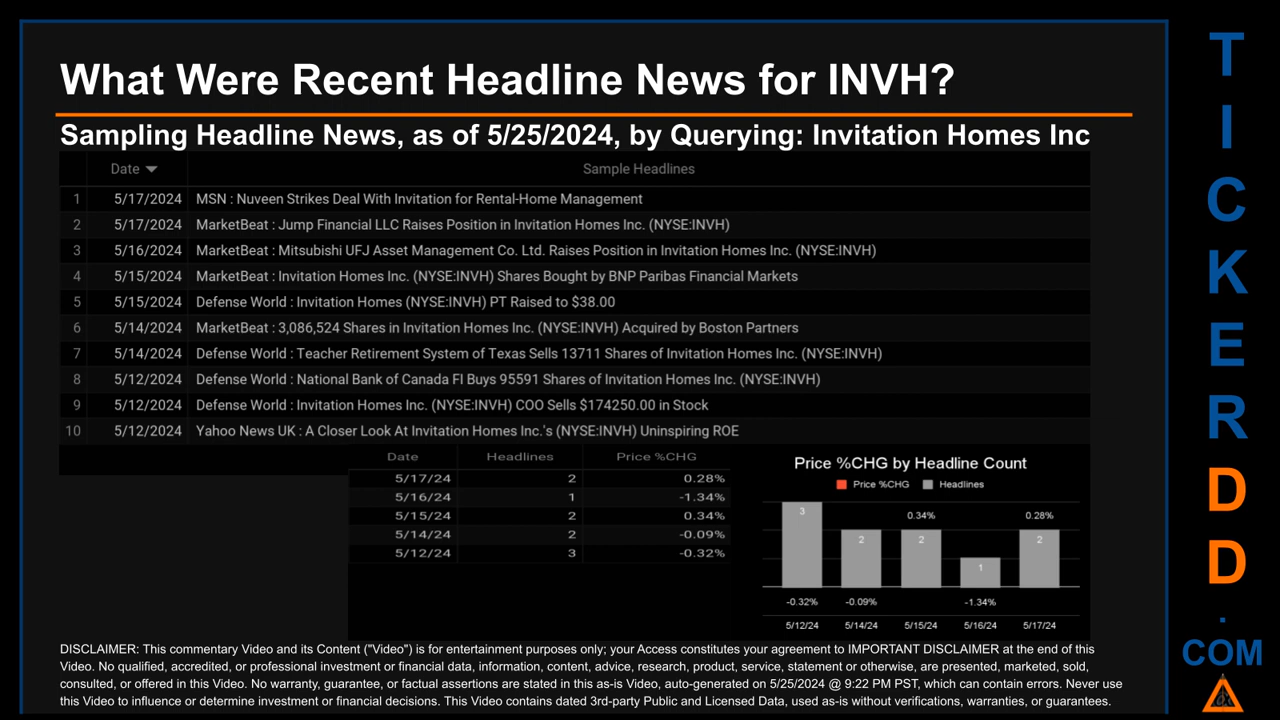 What Were Recent Headline News for INVH?
Sampling Headline News, as of 5/25/2024, by Querying: Invitation Homes Inc
Date Sample Headlines
1 5/17/2024 MSN : Nuveen Strikes Deal With Invitation for Rental-Home Management
2 5/17/2024 MarketBeat : Jump Financial LLC Raises Position in Invitation Homes Inc. (NYSE:INVH)
3 5/16/2024 MarketBeat : Mitsubishi UFJ Asset Management Co. Ltd. Raises Position in Invitation Homes Inc. (NYSE:INVH)
4 5/15/2024 MarketBeat : Invitation Homes Inc. (NYSE:INVH) Shares Bought by BNP Paribas Financial Markets
5 5/15/2024 Defense World : Invitation Homes (NYSE:INVH) PT Raised to $38.00
6 5/14/2024 MarketBeat : 3,086,524 Shares in Invitation Homes Inc. (NYSE:INVH) Acquired by Boston Partners
7 5/14/2024 Defense World : Teacher Retirement System of Texas Sells 13711 Shares of Invitation Homes Inc. (NYSE:INVH)
8 5/12/2024 Defense World : National Bank of Canada FI Buys 95591 Shares of Invitation Homes Inc. (NYSE:INVH)
9 5/12/2024 Defense World : Invitation Homes Inc. (NYSE:INVH) COO Sells $174250.00 in Stock
10 5/12/2024 Yahoo News UK : A Closer Look At Invitation Homes Inc.'s (NYSE:INVH) Uninspiring ROE
Date Headlines Price %CHG
5/17/24 2 0.28%
5/16/24 1 -1.34%
5/15/24 2 0.34%
5/14/24 2 -0.09%
5/12/24 3 -0.32%
Price %CHG by Headline Count
Price %CHG Headlines
3 0.34% 0.28%
2 2 2
1
-0.32% -0.09% -1.34%
5/12/24 5/14/24 5/15/24 5/16/24 5/17/24
DISCLAIMER: This commentary Video and its Content ("Video") is for entertainment purposes only; your Access constitutes your agreement to IMPORTANT DISCLAIMER at the end of this
Video. No qualified, accredited, or professional investment or financial data, information, content, advice, research, product, service, statement or otherwise, are presented, marketed, sold,
consulted, or offered in this Video. No warranty, guarantee, or factual assertions are stated in this as-is Video, auto-generated on 5/25/2024 @ 9:22 PM PST, which can contain errors. Never use
this Video to influence or determine investment or financial decisions. This Video contains dated 3rd-party Public and Licensed Data, used as-is without verifications, warranties, or guarantees.
T
I
C
K
E
R
D
D
.
COM